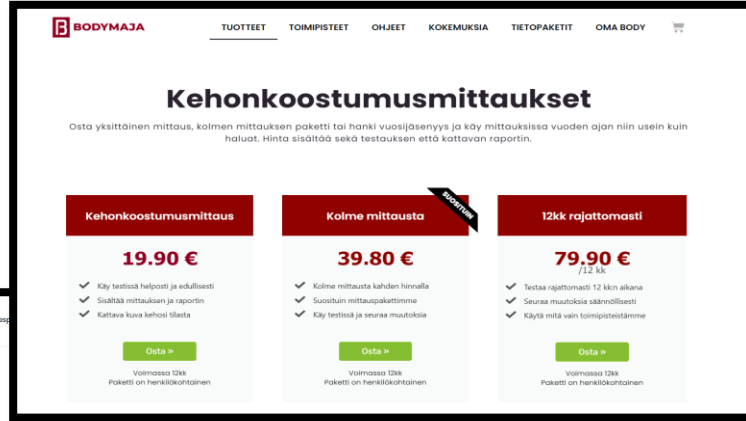 BODYMAJA
TUOTTEET TOIMIPISTEET OHJEET KOKEMUKSIA TIETOPAKETIT OMA BODY
Kehonkoostumusmittaukset
Osta yksittäinen mittaus, kolmen mittauksen paketti tai hanki vuosijäsenyys ja käy mittauksissa vuoden ajan niin usein kuin
haluat. Hinta sisältää sekä testauksen että kattavan raportin.
Kehonkoostumusmittaus
19.90 €
Käy testissä helposti ja edullisesti
Sisältää mittauksen ja raportin
Kattava kuva kehosi tilasta
Osta »
Voimassa 12kk
Paketti on henkilökohtainen
SUOSITUIN
Kolme mittausta
39.80 €
Kolme mittausta kahden hinnalla
Suosituin mittauspakettimme
Käy testissä ja seuraa muutoksia
Osta »
Voimassa 12kk
Paketti on henkilökohtainen
12kk rajattomasti
79.90 €
/12 kk
Testaa rajattomasti 12 kk:n aikana
Seuraa muutoksia säännöllisesti
Käytä mitä vain toimipisteistämme
Osta »
Voimassa 12kk
Paketti on henkilökohtainen